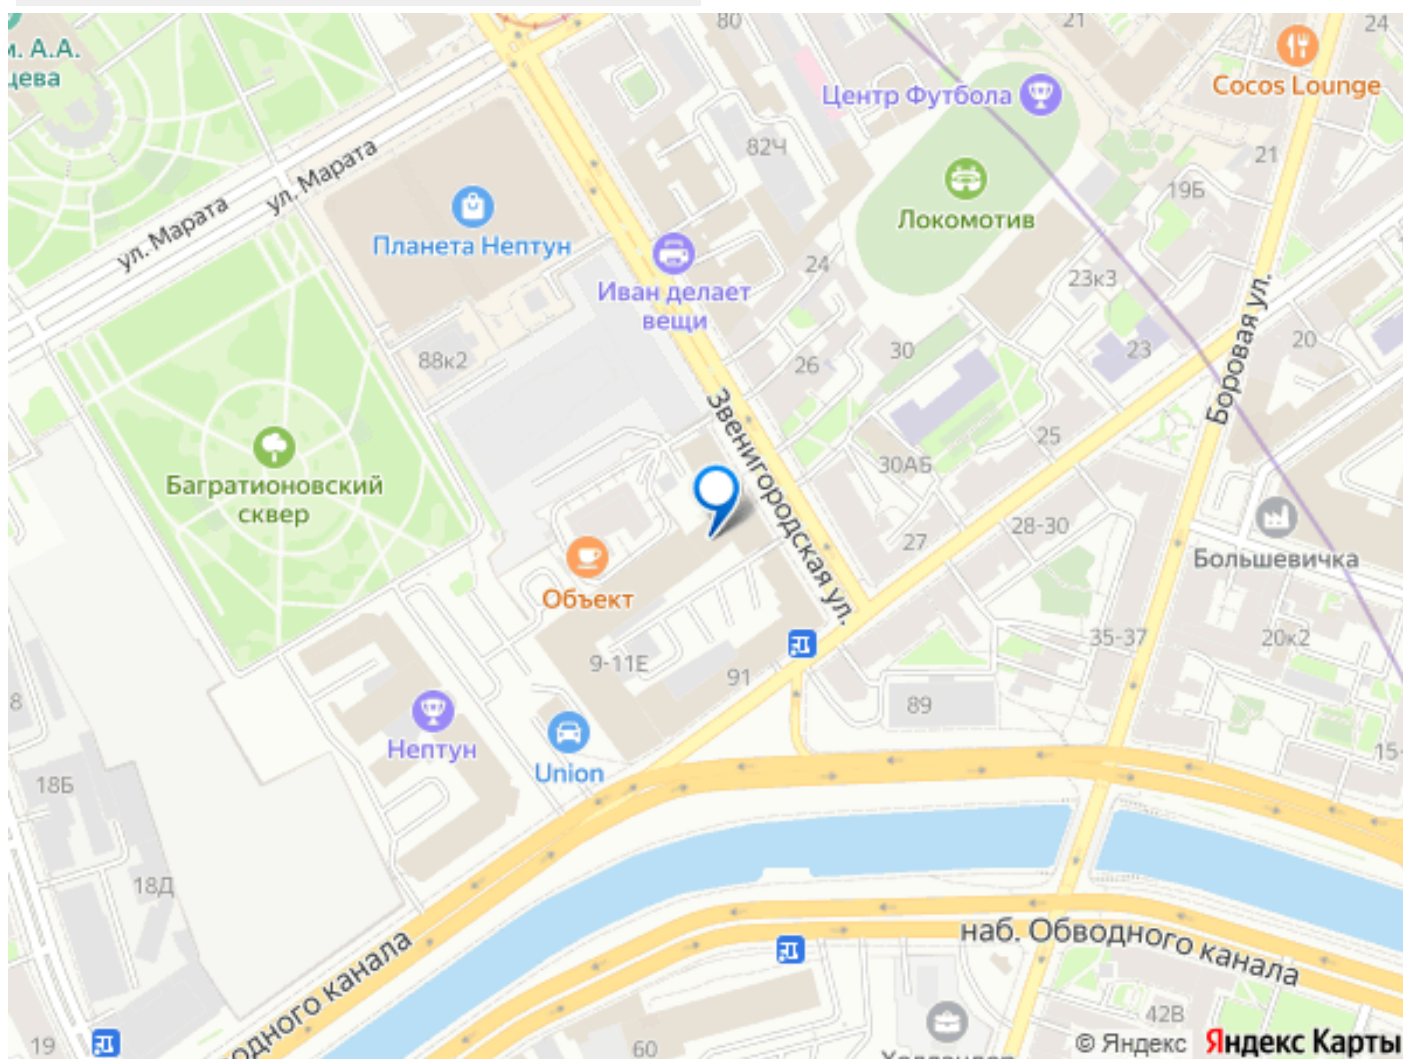 80
21
24
м. А.А.
цева
Cocos Lounge
Центр Футбола
82Ч
21
19Б
ул. Марата
ул. Марата
Планета Нептун
Локомотив
24
23к3
Иван делает
вещи
88к2
26
30
23
20
Боровая ул.
Звенигородская ул.
25
30АБ
Багратионовский
сквер
27
28-30
Большевичка
Объект
9-11Е
91
35-37
20к2
89
8
Нептун
Union
15-
18Б
18Д
наб. Обводного канала
водного канала
42В
19
60
© Яндекс Яндекс Карты